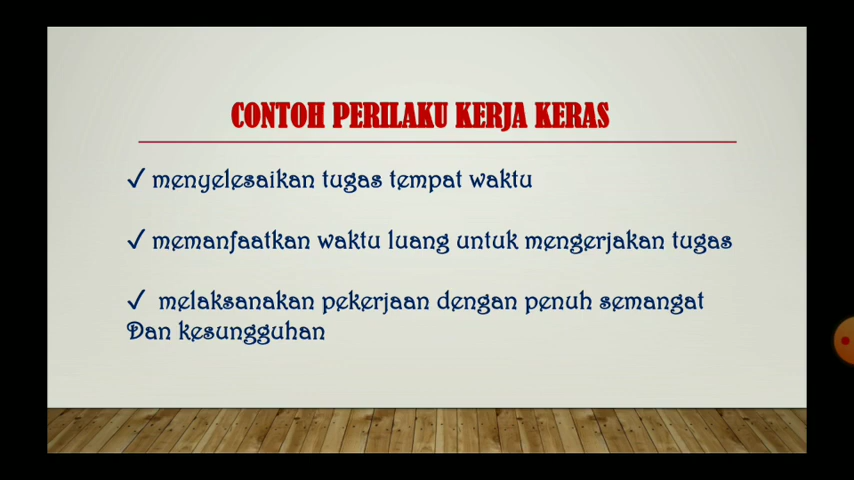 CONTOH PERILAKU KERJA KERAS
✓ menyelesaikan tugas tempat waktu
✓ memanfaatkan waktu luang untuk mengerjakan tugas
✓ melaksanakan pekerjaan dengan penuh semangat
Dan kesungguhan